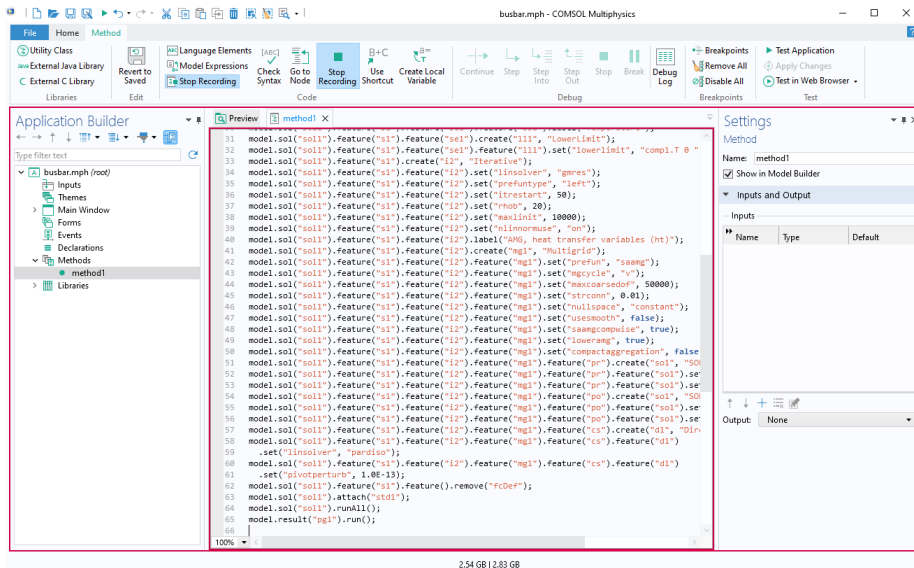 busbar.mph - COMSOL Multiphysics
File Home Method
Utility Class
External Java Library
C External C Library
Libraries
Revert to Saved
Edit
Language Elements
Model Expressions
Stop Recording
Check Syntax
Go to Node
Stop Recording
Use Shortcut
Create Local Variable
Code
Continue Step Step Into Step Out Stop Break Debug Log
Debug
Breakpoints
Remove All
Disable All
Breakpoints
Test Application
Apply Changes
Test in Web Browser
Test
Application Builder
Type filter text
busbar.mph (root)
Inputs
Themes
Main Window
Forms
Events
Declarations
Methods
method1
Libraries
Preview method1
31 model.sol("sol1").feature("s1").feature("se1").create("ll1", "LowerLimit");
32 model.sol("sol1").feature("s1").feature("se1").feature("ll1").set("lowerlimit", "comp1.T 0 "
33 model.sol("sol1").feature("s1").create("i2", "Iterative");
34 model.sol("sol1").feature("s1").feature("i2").set("linsolver", "gmres");
35 model.sol("sol1").feature("s1").feature("i2").set("prefuntype", "left");
36 model.sol("sol1").feature("s1").feature("i2").set("itrestart", 50);
37 model.sol("sol1").feature("s1").feature("i2").set("rhob", 20);
38 model.sol("sol1").feature("s1").feature("i2").set("maxlinit", 10000);
39 model.sol("sol1").feature("s1").feature("i2").set("nlinnormuse", "on");
40 model.sol("sol1").feature("s1").feature("i2").label("AMG, heat transfer variables (ht)");
41 model.sol("sol1").feature("s1").feature("i2").create("mg1", "Multigrid");
42 model.sol("sol1").feature("s1").feature("i2").feature("mg1").set("prefun", "saamg");
43 model.sol("sol1").feature("s1").feature("i2").feature("mg1").set("mgcycle", "v");
44 model.sol("sol1").feature("s1").feature("i2").feature("mg1").set("maxcoarsedof", 50000);
45 model.sol("sol1").feature("s1").feature("i2").feature("mg1").set("strconn", 0.01);
46 model.sol("sol1").feature("s1").feature("i2").feature("mg1").set("nullspace", "constant");
47 model.sol("sol1").feature("s1").feature("i2").feature("mg1").set("usesmooth", false);
48 model.sol("sol1").feature("s1").feature("i2").feature("mg1").set("saamgcompwise", true);
49 model.sol("sol1").feature("s1").feature("i2").feature("mg1").set("loweramg", true);
50 model.sol("sol1").feature("s1").feature("i2").feature("mg1").set("compactaggregation", false
51 model.sol("sol1").feature("s1").feature("i2").feature("mg1").feature("pr").create("so1", "SO
52 model.sol("sol1").feature("s1").feature("i2").feature("mg1").feature("pr").feature("so1").se
53 model.sol("sol1").feature("s1").feature("i2").feature("mg1").feature("pr").feature("so1").se
54 model.sol("sol1").feature("s1").feature("i2").feature("mg1").feature("po").create("so1", "SO
55 model.sol("sol1").feature("s1").feature("i2").feature("mg1").feature("po").feature("so1").se
56 model.sol("sol1").feature("s1").feature("i2").feature("mg1").feature("po").feature("so1").set
57 model.sol("sol1").feature("s1").feature("i2").feature("mg1").feature("cs").create("d1", "Dir
58 model.sol("sol1").feature("s1").feature("i2").feature("mg1").feature("cs").feature("d1")
59 .set("linsolver", "pardiso");
60 model.sol("sol1").feature("s1").feature("i2").feature("mg1").feature("cs").feature("d1")
61 .set("pivotperturb", 1.0E-13);
62 model.sol("sol1").feature("s1").feature().remove("fcDef");
63 model.sol("sol1").attach("std1");
64 model.sol("sol1").runAll();
65 model.result("pg1").run();
66
100%
Settings
Method
Name: method1
Show in Model Builder
Inputs and Output
Inputs
Name Type Default
Output: None
2.54 GB | 2.83 GB